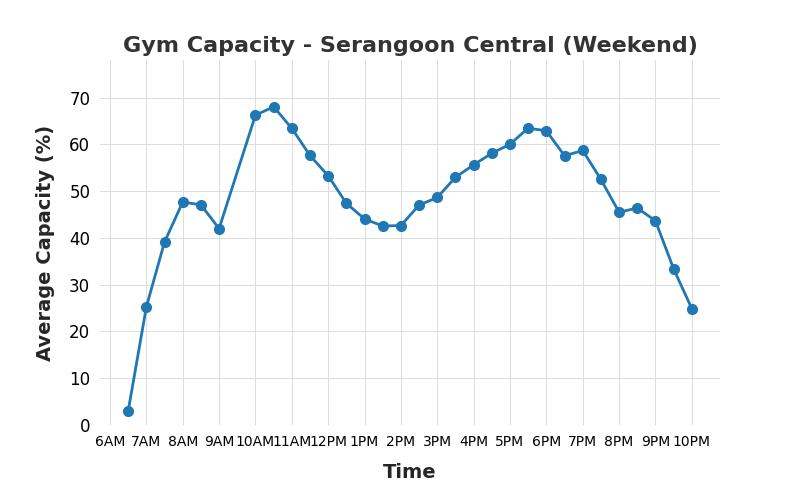 Gym Capacity - Serangoon Central (Weekend)
Average Capacity (%)
70
60
50
40
30
20
10
0
6AM 7AM 8AM 9AM 10AM 11AM 12PM 1PM 2PM 3PM 4PM 5PM 6PM 7PM 8PM 9PM 10PM
Time